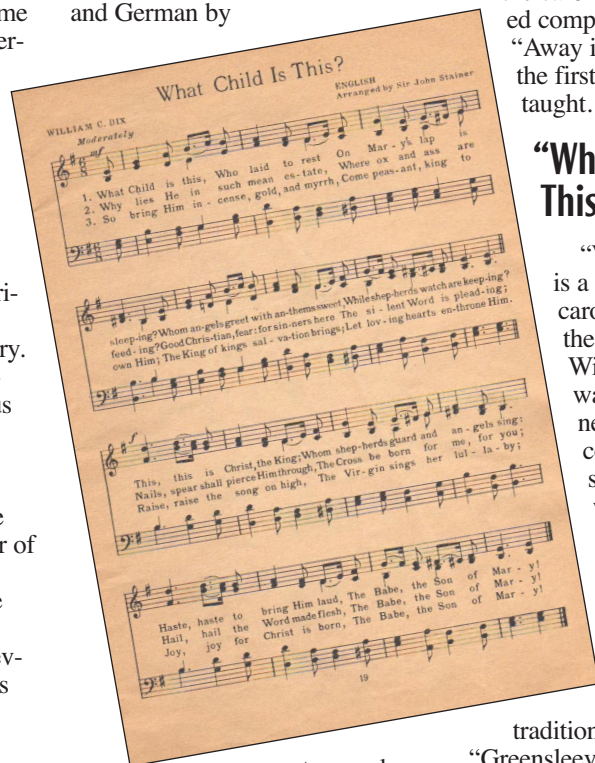 me
er-
ri-
ry.
us
r of
ev-
s
and German by
What Child Is This?
WILLIAM C. DIX
ENGLISH
Arranged by Sir John Stainer
Moderately
mf
1. What Child is this, Who laid to rest On Mar - y's lap is
2. Why lies He in such mean es-tate, Where ox and ass are
3. So bring Him in - cense, gold, and myrrh, Come peas-ant, king to
sleep-ing? Whom an-gels greet with an-thems sweet, While shep-herds watch are keep-ing?
feed-ing? Good Chris-tian, fear: for sin-ners here The si - lent Word is plead-ing;
own Him; The King of kings sal - va-tion brings; Let lov - ing hearts en-throne Him.
f
This, this is Christ, the King; Whom shep-herds guard and an - gels sing:
Nails, spear shall pierce Him through, The Cross be born for me, for you;
Raise, raise the song on high, The Vir - gin sings her lul - la - by;
Haste, haste to bring Him laud, The Babe, the Son of Mar - y!
Hail, hail the Word made flesh, The Babe, the Son of Mar - y!
Joy, joy for Christ is born, The Babe, the Son of Mar - y!
19
ed comp
“Away i
the first
taught.
“Wh
This
is a
caro
the
Wi
wa
ne
tradition
“Greensleev